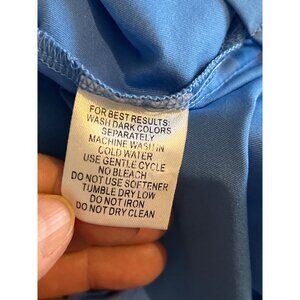 FOR BEST RESULTS:
WASH DARK COLORS
SEPARATELY
MACHINE WASH IN
COLD WATER
USE GENTLE CYCLE
NO BLEACH
DO NOT USE SOFTENER
TUMBLE DRY LOW
DO NOT IRON
DO NOT DRY CLEAN